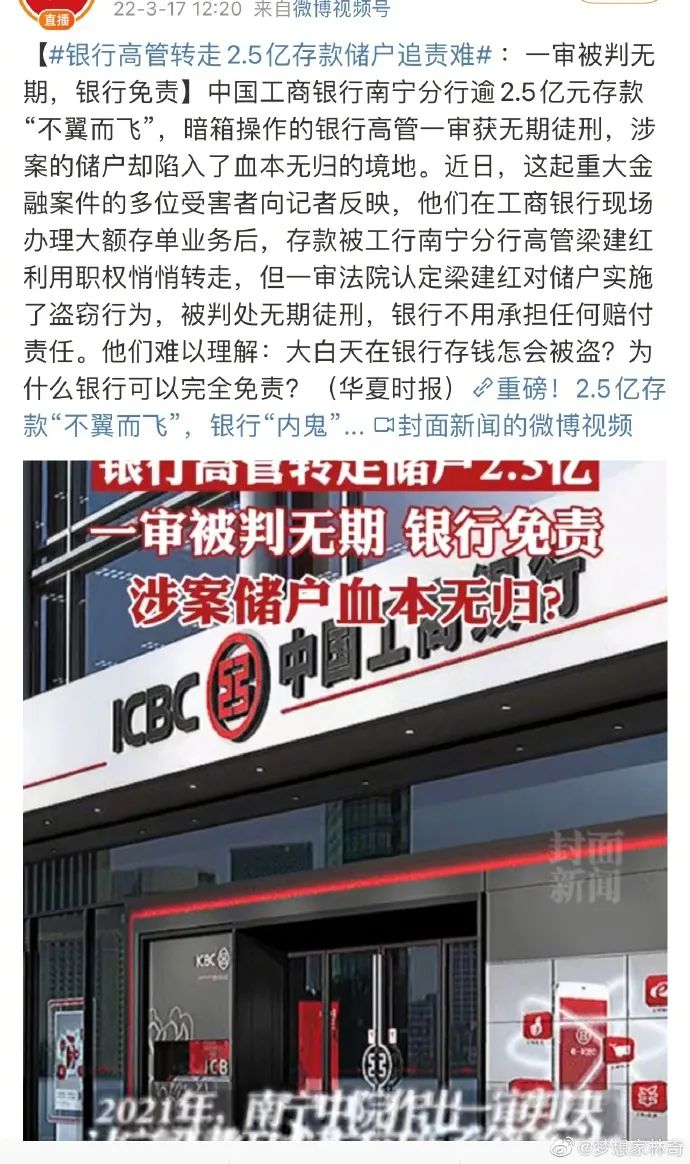 直播
22-3-17 12:20 来自微博视频号
【#银行高管转走2.5亿存款储户追责难#：一审被判无
期，银行免责】中国工商银行南宁分行逾2.5亿元存款
“不翼而飞”，暗箱操作的银行高管一审获无期徒刑，涉
案的储户却陷入了血本无归的境地。近日，这起重大金
融案件的多位受害者向记者反映，他们在工商银行现场
办理大额存单业务后，存款被工行南宁分行高管梁建红
利用职权悄悄转走，但一审法院认定梁建红对储户实施
了盗窃行为，被判处无期徒刑，银行不用承担任何赔付
责任。他们难以理解：大白天在银行存钱怎会被盗？为
什么银行可以完全免责？（华夏时报）重磅！2.5亿存
款“不翼而飞”，银行“内鬼”... 封面新闻的微博视频
银行高管转走储户2.5亿
一审被判无期 银行免责
涉案储户血本无归?
ICBC 中国工商银行
封面
新闻
ICBC
ICB
e-ICBC
2021年，南宁中院作出一审判决
@梦想家林奇